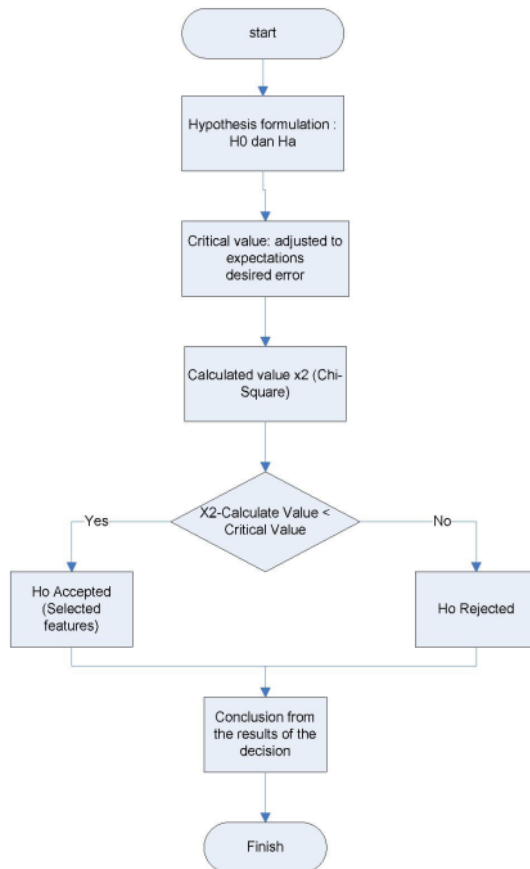 start
Hypothesis formulation :
H0 dan Ha
Critical value: adjusted to
expectations
desired error
Calculated value x2 (Chi-
Square)
X2-Calculate Value <
Critical Value
Yes
No
Ho Accepted
(Selected
features)
Ho Rejected
Conclusion from
the results of the
decision
Finish